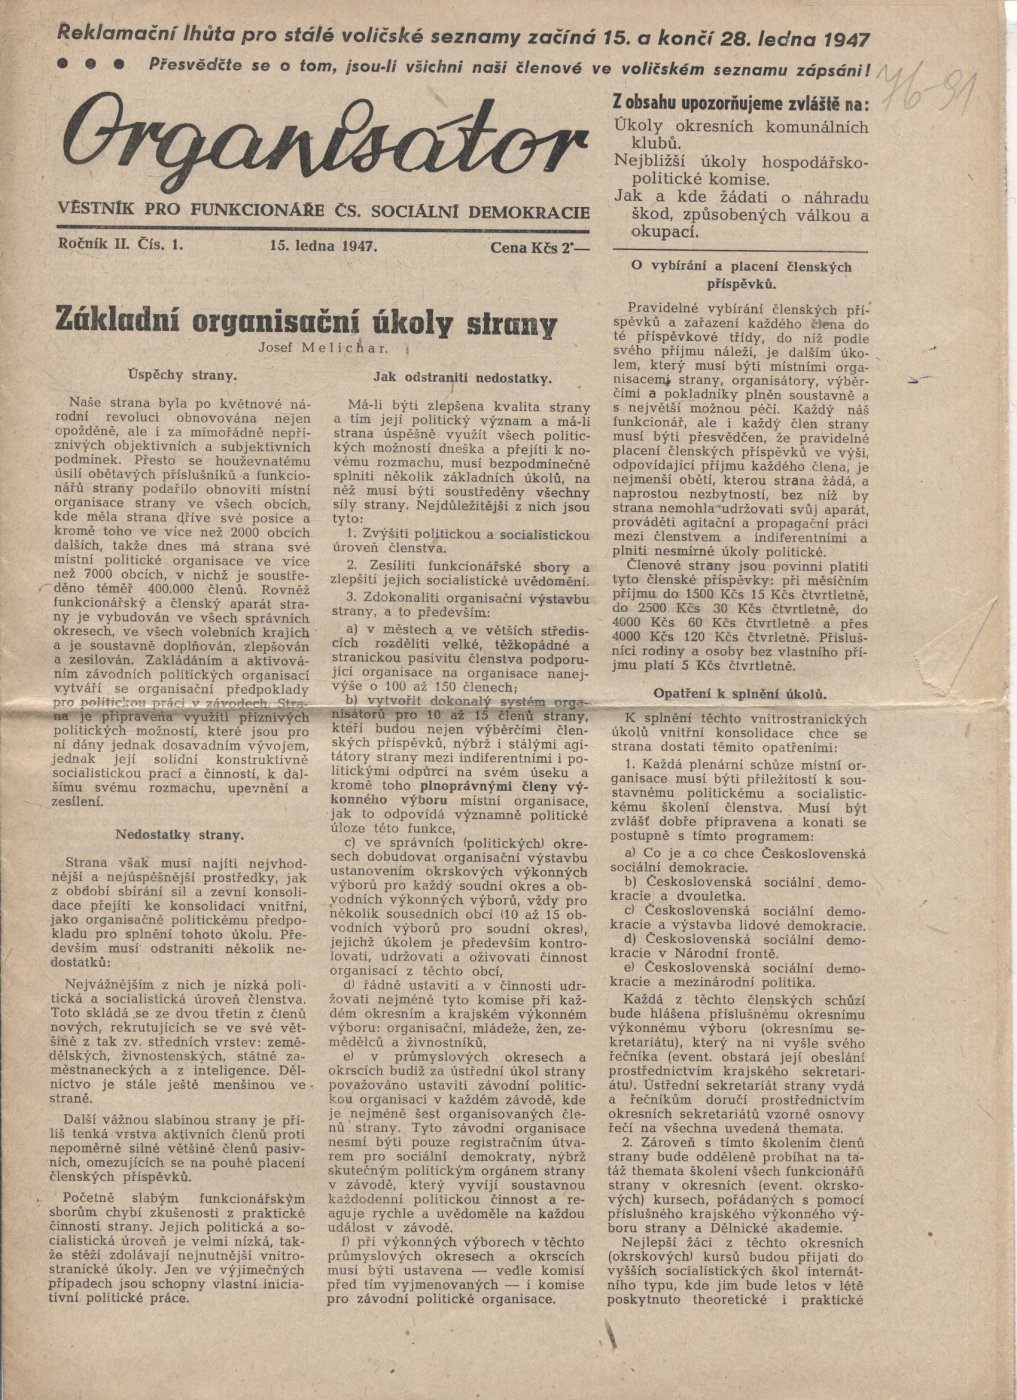 Reklamační lhůta pro stálé voličské seznamy začíná 15. a končí 28. ledna 1947
● ● ● Přesvědčte se o tom, jsou-li všichni naši členové ve voličském seznamu zápsáni!
76-91
Organisátor
VĚSTNÍK PRO FUNKCIONÁŘE ČS. SOCIÁLNÍ DEMOKRACIE
Ročník II. Čís. 1. 15. ledna 1947. Cena Kčs 2·—
Z obsahu upozorňujeme zvláště na:
Úkoly okresních komunálních
klubů.
Nejbližší úkoly hospodářsko-
politické komise.
Jak a kde žádati o náhradu
škod, způsobených válkou a
okupací.
Základní organisační úkoly strany
Josef Melichar.
Úspěchy strany.
Naše strana byla po květnové ná-
rodní revoluci obnovována nejen
opožděně, ale i za mimořádně nepří-
znivých objektivních a subjektivních
podmínek. Přesto se houževnatému
úsilí obětavých příslušníků a funkcio-
nářů strany podařilo obnoviti místní
organisace strany ve všech obcích,
kde měla strana dříve své posice a
kromě toho ve více než 2000 obcích
dalších, takže dnes má strana své
místní politické organisace ve více
než 7000 obcích, v nichž je soustře-
děno téměř 400.000 členů. Rovněž
funkcionářský a členský aparát stra-
ny je vybudován ve všech správních
okresech, ve všech volebních krajích
a je soustavně doplňován, zlepšován
a zesilován. Zakládáním a aktivová-
ním závodních politických organisací
vytváří se organisační předpoklady
pro politickou práci v závodech. Stra-
na je připravena využíti příznivých
politických možností, které jsou pro
ni dány jednak dosavadním vývojem,
jednak její solidní konstruktivně
socialistickou prací a činností, k dal-
šímu svému rozmachu, upevnění a
zesílení.
Nedostatky strany.
Strana však musí najíti nejvhod-
nější a nejúspěšnější prostředky, jak
z období sbírání sil a zevní konsoli-
dace přejíti ke konsolidaci vnitřní,
jako organisačně politickému předpo-
kladu pro splnění tohoto úkolu. Pře-
devším musí odstraniti několik ne-
dostatků:
Nejvážnějším z nich je nízká poli-
tická a socialistická úroveň členstva.
Toto skládá se ze dvou třetin z členů
nových, rekrutujících se ve své vět-
šině z tak zv. středních vrstev: země-
dělských, živnostenských, státně za-
městnaneckých a z inteligence. Děl-
nictvo je stále ještě menšinou ve
straně.
Další vážnou slabinou strany je pří-
liš tenká vrstva aktivních členů proti
nepoměrně silné většině členů pasiv-
ních, omezujících se na pouhé placení
členských příspěvků.
Početně slabým funkcionářským
sborům chybí zkušenosti z praktické
činnosti strany. Jejich politická a so-
cialistická úroveň je velmi nízká, tak-
že stěží zdolávají nejnutnější vnitro-
stranické úkoly. Jen ve výjimečných
případech jsou schopny vlastní inicia-
tivní politické práce.
Jak odstraniti nedostatky.
Má-li býti zlepšena kvalita strany
a tím její politický význam a má-li
strana úspěšně využít všech politic-
kých možností dneška a přejíti k no-
vému rozmachu, musí bezpodmínečně
splniti několik základních úkolů, na
něž musí býti soustředěny všechny
síly strany. Nejdůležitější z nich jsou
tyto:
1. Zvýšiti politickou a socialistickou
úroveň členstva.
2. Zesíliti funkcionářské sbory a
zlepšiti jejich socialistické uvědomění.
3. Zdokonaliti organisační výstavbu
strany, a to především:
a) v městech a ve větších středis-
cích rozděliti velké, těžkopádné a
stranickou pasivitu členstva podporu-
jící organisace na organisace nanej-
výše o 100 až 150 členech;
b) vytvořit dokonalý systém orga-
nisátorů pro 10 až 15 členů strany,
kteří budou nejen výběrčími člen-
ských příspěvků, nýbrž i stálými agi-
tátory strany mezi indiferentními i po-
litickými odpůrci na svém úseku a
kromě toho plnoprávnými členy vý-
konného výboru místní organisace,
jak to odpovídá významně politické
úloze této funkce,
c) ve správních (politických) okre-
sech dobudovat organisační výstavbu
ustanovením okrskových výkonných
výborů pro každý soudní okres a ob-
vodních výkonných výborů, vždy pro
několik sousedních obcí (10 až 15 ob-
vodních výborů pro soudní okres),
jejichž úkolem je především kontro-
lovati, udržovati a oživovati činnost
organisací z těchto obcí,
d) řádně ustaviti a v činnosti udr-
žovati nejméně tyto komise při kaž-
dém okresním a krajském výkonném
výboru: organisační, mládeže, žen, ze-
mědělců a živnostníků,
e) v průmyslových okresech a
okrscích budiž za ústřední úkol strany
považováno ustaviti závodní politic-
kou organisaci v každém závodě, kde
je nejméně šest organisovaných čle-
nů strany. Tyto závodní organisace
nesmí býti pouze registračním útva-
rem pro sociální demokraty, nýbrž
skutečným politickým orgánem strany
v závodě, který vyvíjí soustavnou
každodenní politickou činnost a re-
aguje rychle a uvědoměle na každou
událost v závodě.
f) při výkonných výborech v těchto
průmyslových okresech a okrscích
musí býti ustavena — vedle komisí
před tím vyjmenovaných — i komise
pro závodní politické organisace.
O vybírání a placení členských
příspěvků.
Pravidelné vybírání členských pří-
spěvků a zařazení každého člena do
té příspěvkové třídy, do níž podle
svého příjmu náleží, je dalším úko-
lem, který musí býti místními orga-
nisacemi strany, organisátory, výběr-
čími a pokladníky plněn soustavně a
s největší možnou péčí. Každý náš
funkcionář, ale i každý člen strany
musí býti přesvědčen, že pravidelné
placení členských příspěvků ve výši,
odpovídající příjmu každého člena, je
nejmenší obětí, kterou strana žádá, a
naprostou nezbytností, bez níž by
strana nemohla udržovati svůj aparát,
prováděti agitační a propagační práci
mezi členstvem a indiferentními a
plniti nesmírné úkoly politické.
Členové strany jsou povinni platiti
tyto členské příspěvky: při měsíčním
příjmu do 1500 Kčs 15 Kčs čtvrtletně,
do 2500 Kčs 30 Kčs čtvrtletně, do
4000 Kčs 60 Kčs čtvrtletně a přes
4000 Kčs 120 Kčs čtvrletně. Přísluš-
níci rodiny a osoby bez vlastního pří-
jmu platí 5 Kčs čtvrtletně.
Opatření k splnění úkolů.
K splnění těchto vnitrostranických
úkolů vnitřní konsolidace chce se
strana dostati těmito opatřeními:
1. Každá plenární schůze místní or-
ganisace musí býti příležitostí k sou-
stavnému politickému a socialistic-
kému školení členstva. Musí být
zvlášť dobře připravena a konati se
postupně s tímto programem:
a) Co je a co chce Československá
sociální demokracie.
b) Československá sociální demo-
kracie a dvouletka.
c) Československá sociální demo-
kracie a výstavba lidové demokracie.
d) Československá sociální demo-
kracie v Národní frontě.
e) Československá sociální demo-
kracie a mezinárodní politika.
Každá z těchto členských schůzí
bude hlášena příslušnému okresnímu
výkonnému výboru (okresnímu se-
kretariátu), který na ni vyšle svého
řečníka (event. obstará její obeslání
prostřednictvím krajského sekretari-
átu). Ústřední sekretariát strany vydá
a řečníkům doručí prostřednictvím
okresních sekretariátů vzorné osnovy
řečí na všechna uvedená themata.
2. Zároveň s tímto školením členů
strany bude odděleně probíhat na ta-
táž themata školení všech funkcionářů
strany v okresních (event. okrsko-
vých) kursech, pořádaných s pomocí
příslušného krajského výkonného vý-
boru strany a Dělnické akademie.
Nejlepší žáci z těchto okresních
(okrskových) kursů budou přijati do
vyšších socialistických škol internát-
ního typu, kde jim bude letos v létě
poskytnuto theoretické i praktické